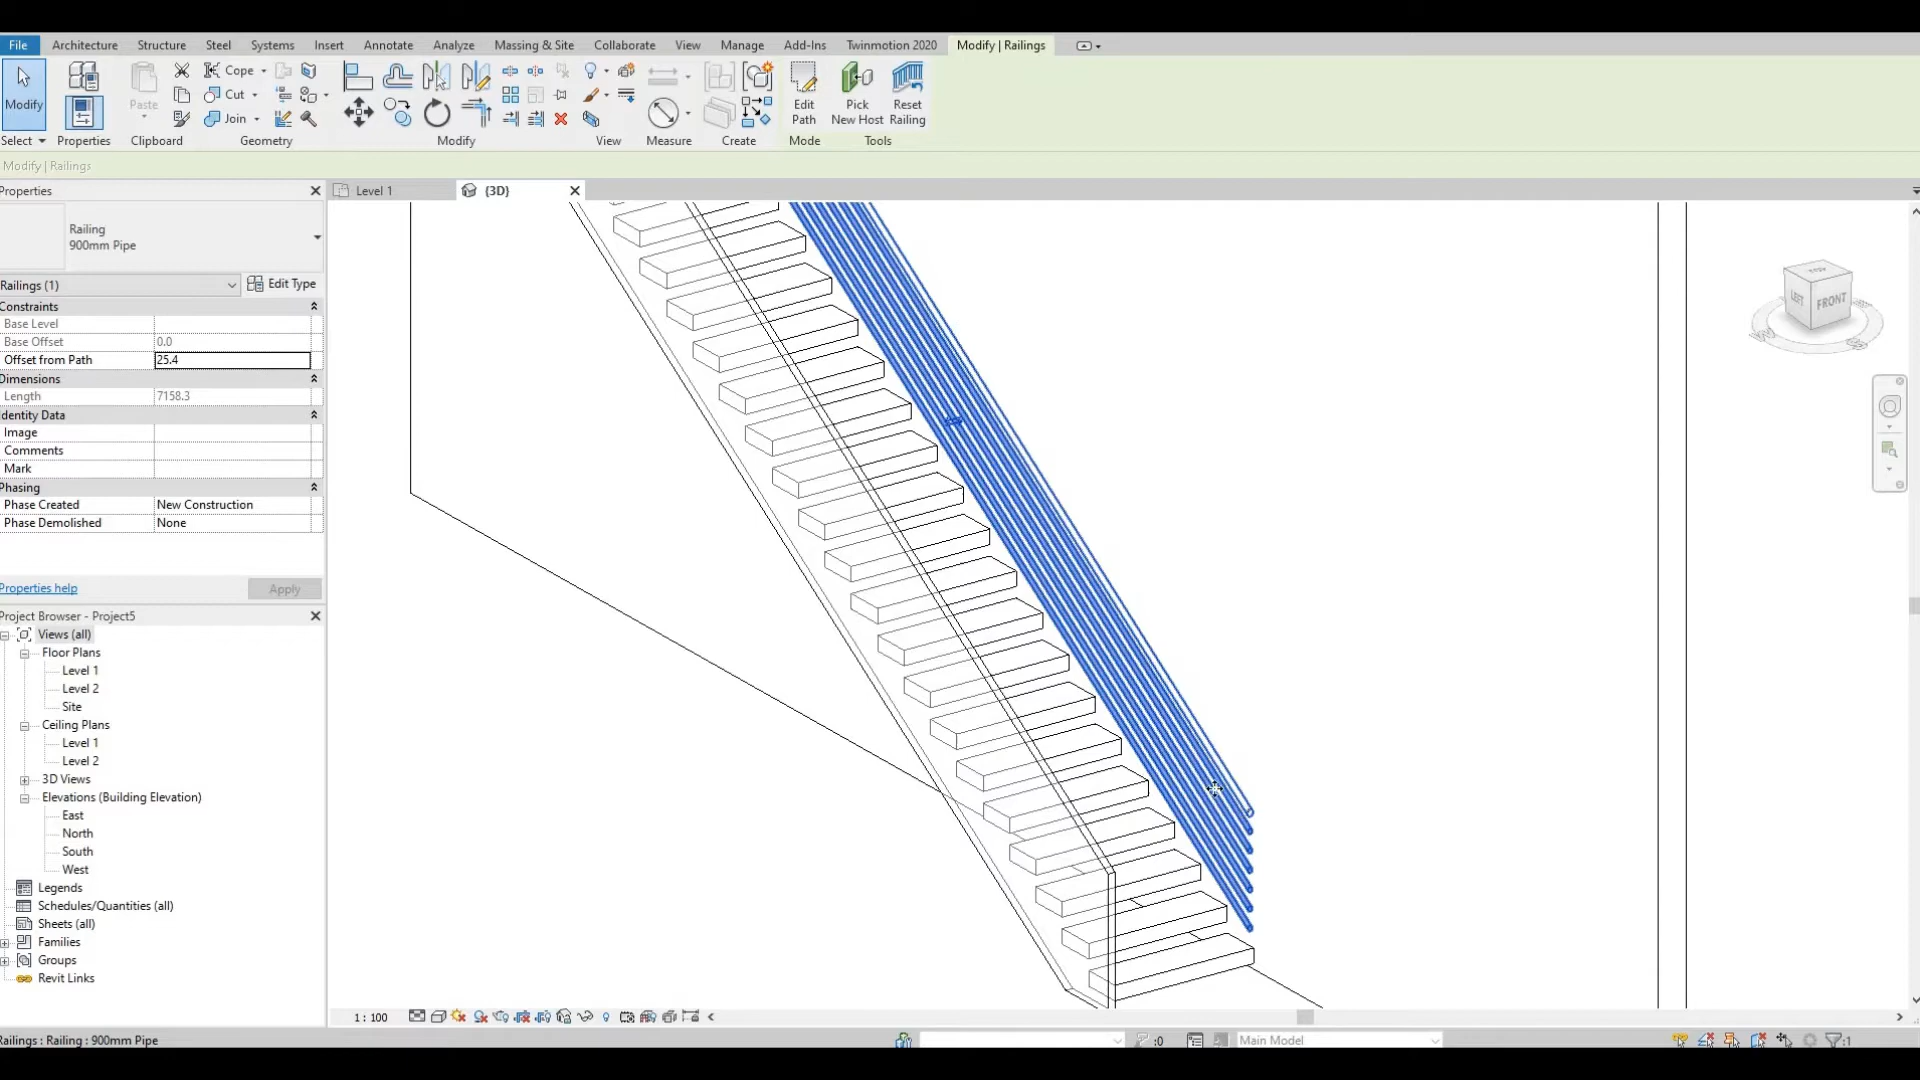 File Architecture Structure Steel Systems Insert Annotate Analyze Massing & Site Collaborate View Manage Add-Ins Twinmotion 2020 Modify | Railings
Modify Paste Cope Cut Join Edit Path Pick New Host Reset Railing
Select Properties Clipboard Geometry Modify View Measure Create Mode Tools
Modify | Railings
Properties
Level 1
{3D}
Railing
900mm Pipe
Railings (1)
Edit Type
Constraints
Base Level
Base Offset 0.0
Offset from Path 25.4
Dimensions
Length 7158.3
dentity Data
Image
Comments
Mark
Phasing
Phase Created New Construction
Phase Demolished None
Properties help
Apply
Project Browser - Project5
Views (all)
Floor Plans
Level 1
Level 2
Site
Ceiling Plans
Level 1
Level 2
3D Views
Elevations (Building Elevation)
East
North
South
West
Legends
Schedules/Quantities (all)
Sheets (all)
Families
Groups
Revit Links
TOP
LEFT
FRONT
W
S
1 : 100
Railings : Railing : 900mm Pipe
:0
Main Model
:1